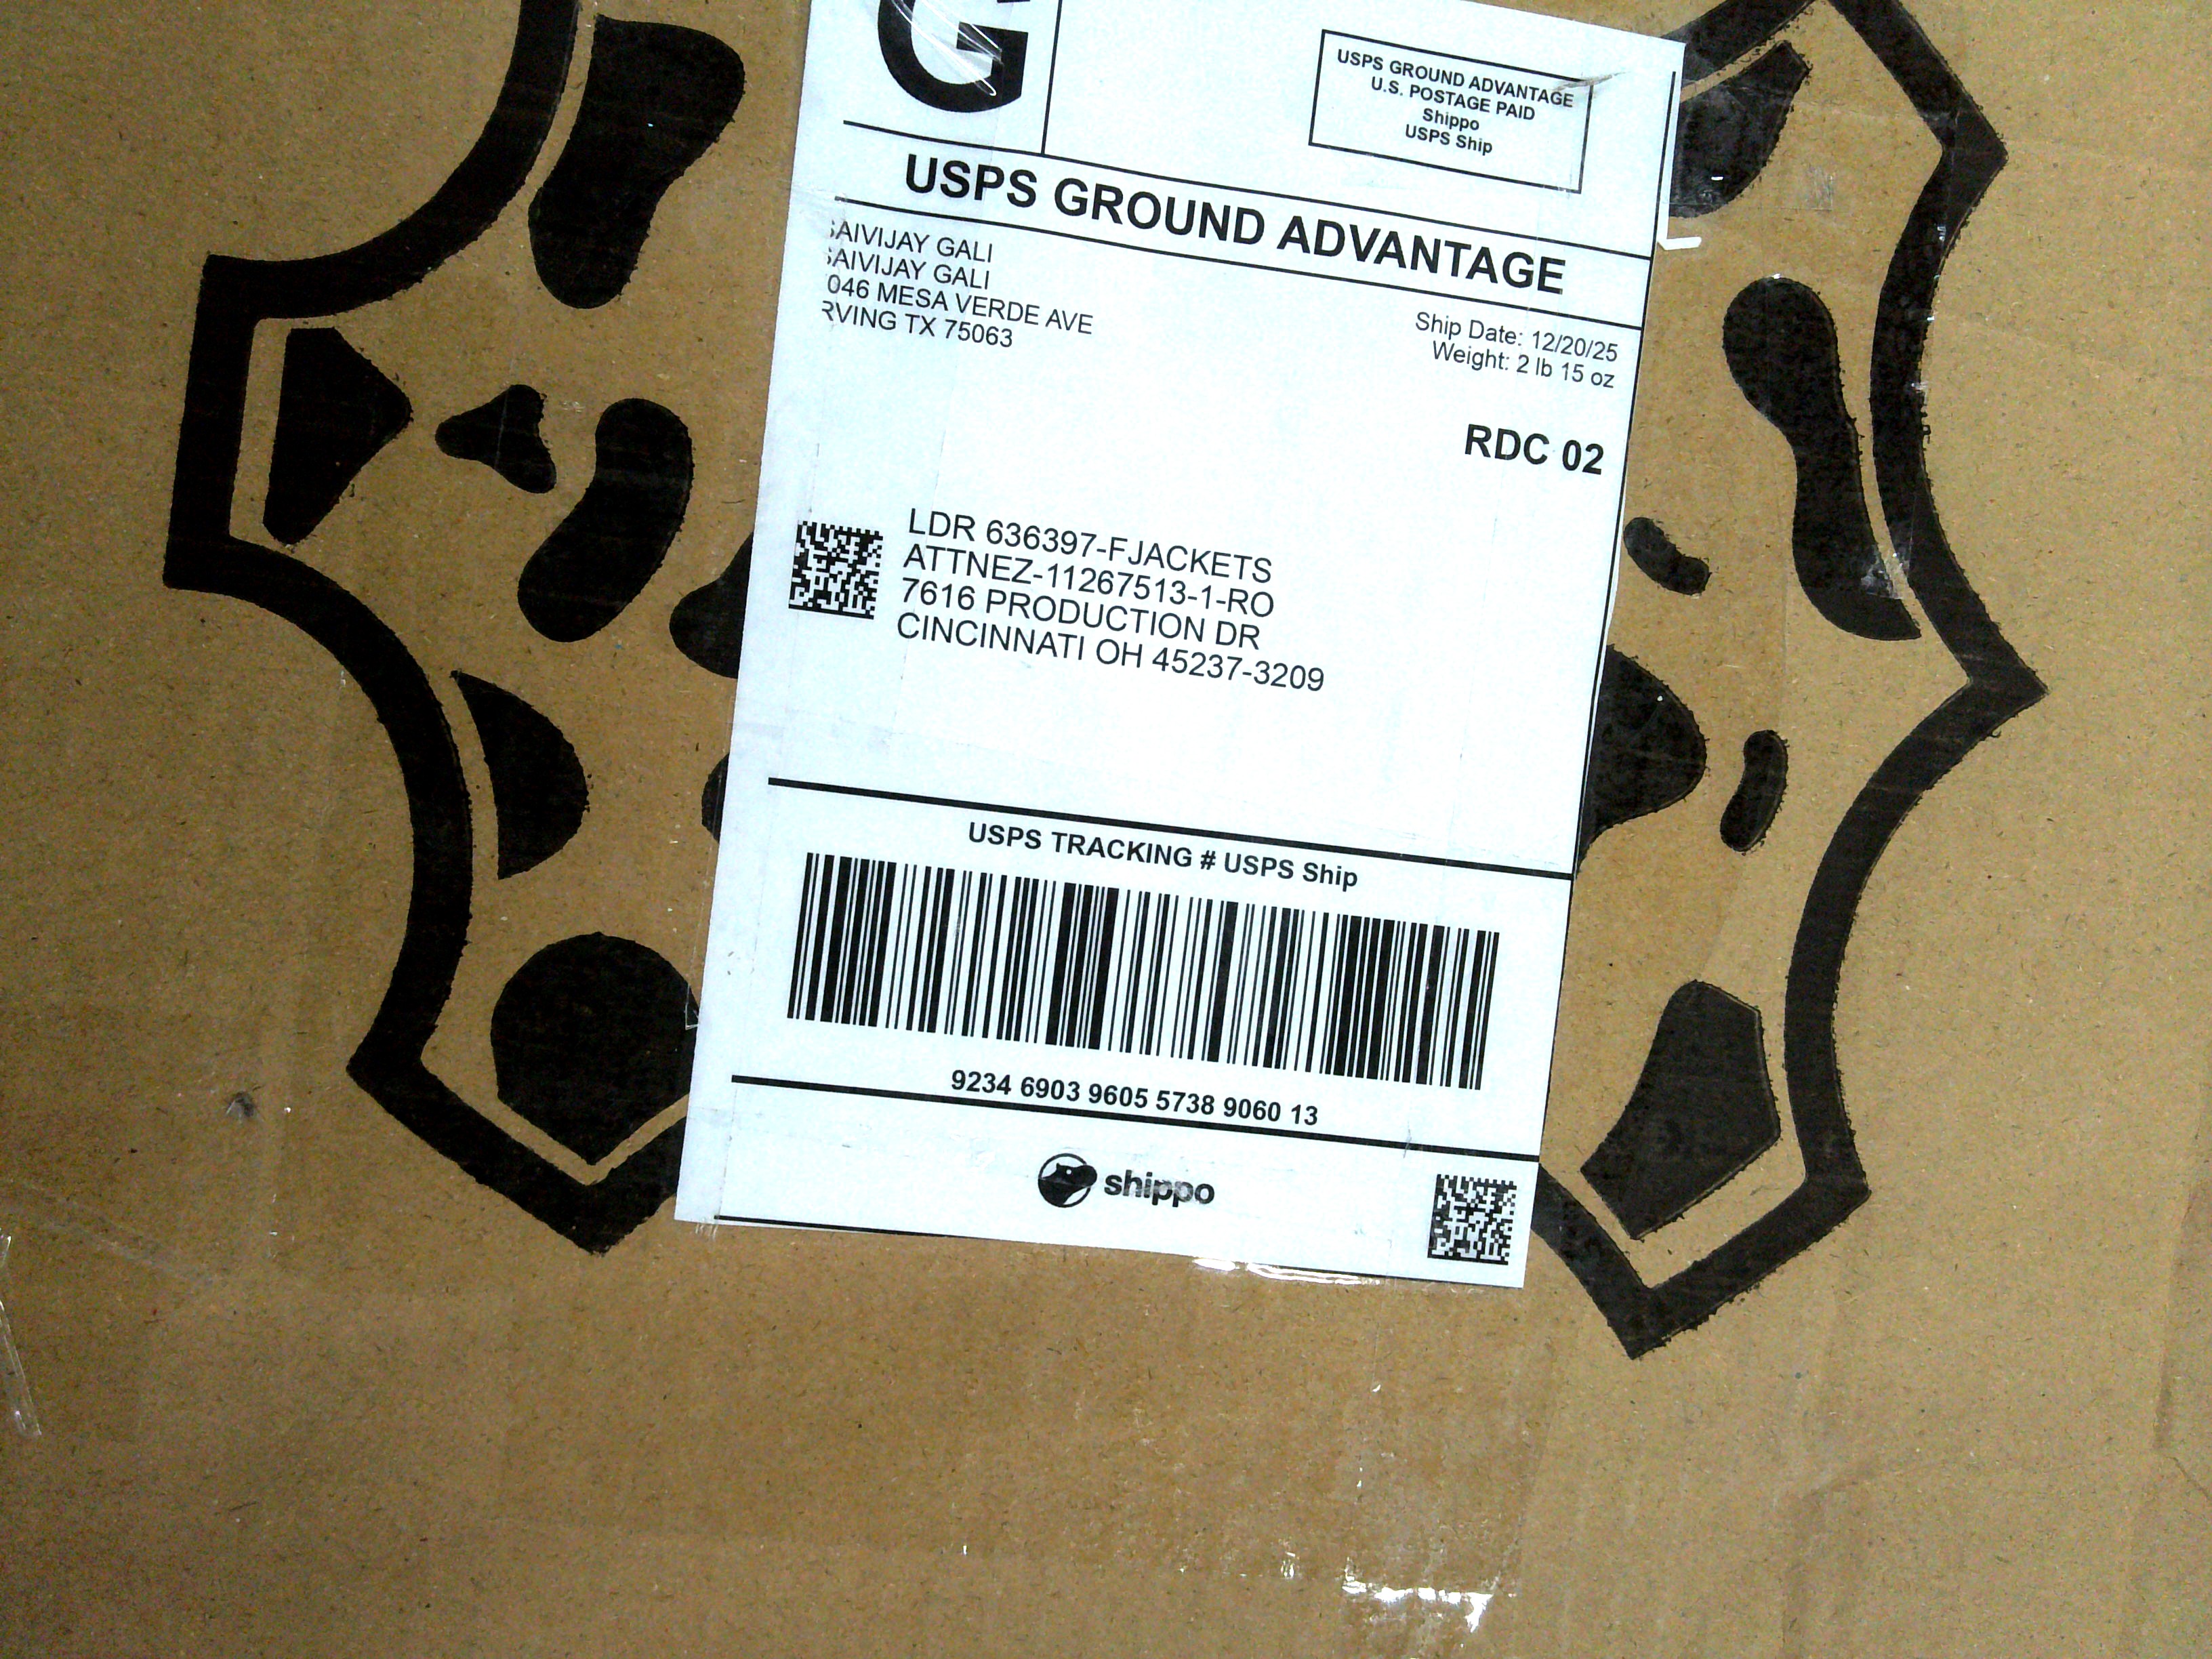 G
USPS GROUND ADVANTAGE
U.S. POSTAGE PAID
Shippo
USPS Ship
USPS GROUND ADVANTAGE
AIVIJAY GALI
AIVIJAY GALI
046 MESA VERDE AVE
RVING TX 75063
Ship Date: 12/20/25
Weight: 2 lb 15 oz
RDC 02
LDR 636397-FJACKETS
ATTNEZ-11267513-1-RO
7616 PRODUCTION DR
CINCINNATI OH 45237-3209
USPS TRACKING # USPS Ship
9234 6903 9605 5738 9060 13
shippo